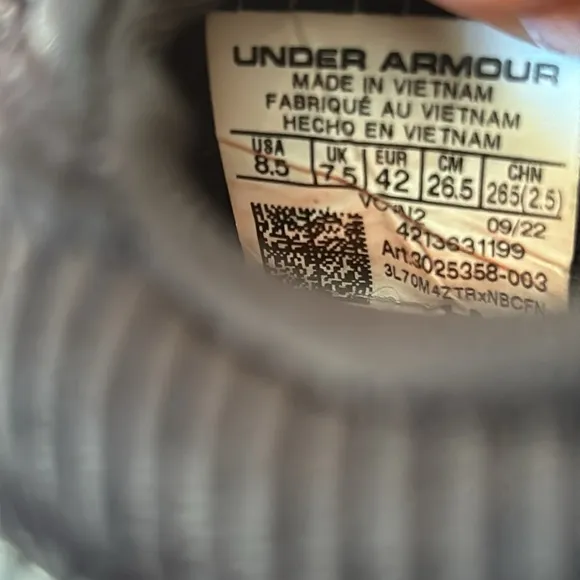 UNDER ARMOUR
MADE IN VIETNAM
FABRIQUÉ AU VIETNAM
HECHO EN VIETNAM
USA UK EUR CM CHN
8.5 7.5 42 26.5 265(2.5)
09/22
4213631199
Art.3025358-003